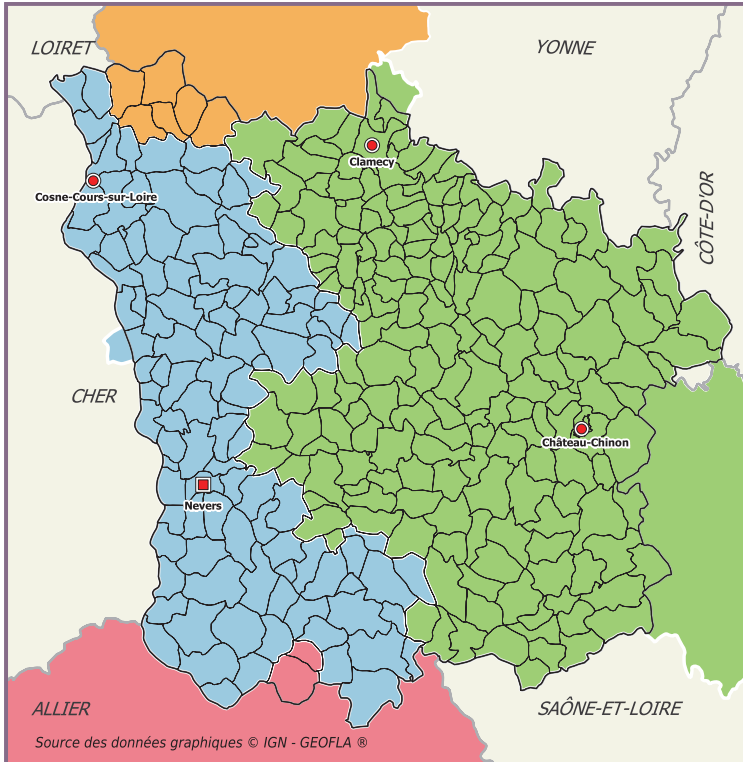 LOIRET
YONNE
Clamecy
Cosne-Cours-sur-Loire
CÔTE-D'OR
CHER
Château-Chinon
Nevers
ALLIER
SAÔNE-ET-LOIRE
Source des données graphiques © IGN - GEOFLA ®